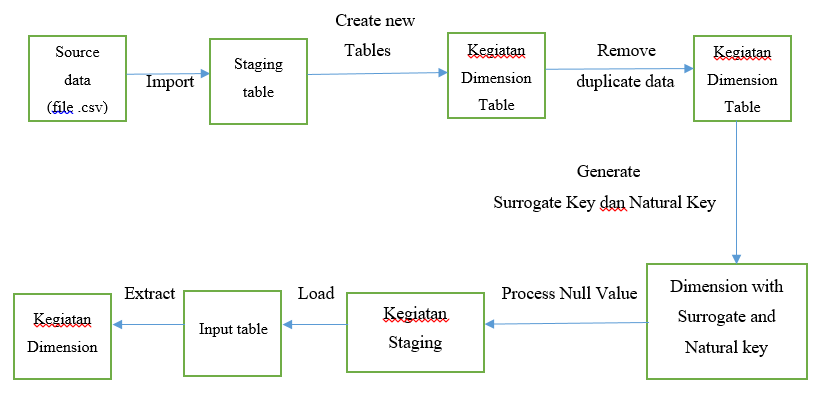 Source
data
(file .csv)
Import
Staging
table
Create new
Tables
Kegiatan
Dimension
Table
Remove
duplicate data
Kegiatan
Dimension
Table
Generate
Surrogate Key dan Natural Key
Dimension with
Surrogate and
Natural key
Process Null Value
Kegiatan
Staging
Load
Input table
Extract
Kegiatan
Dimension